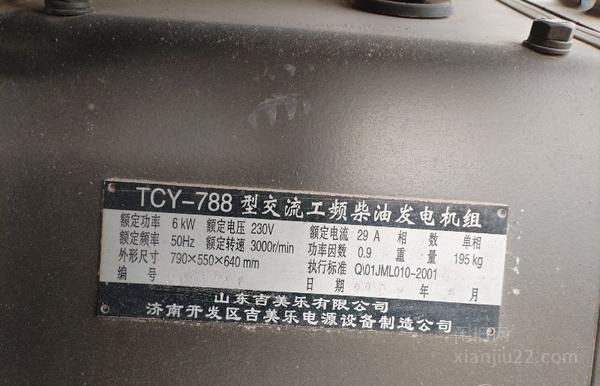 TCY-788 型交流工频柴油发电机组
额定功率 6 kW 额定电压 230V 额定电流 29 A 相 数 单相
额定频率 50Hz 额定转速 3000r/min 功率因数 0.9 重 量 195 kg
外形尺寸 790×550×640 mm 执行标准 Q\01JML010-2001
编 号 日 期 年 月
山东吉美乐有限公司
济南开发区吉美乐电源设备制造公司
xianjiu22.com